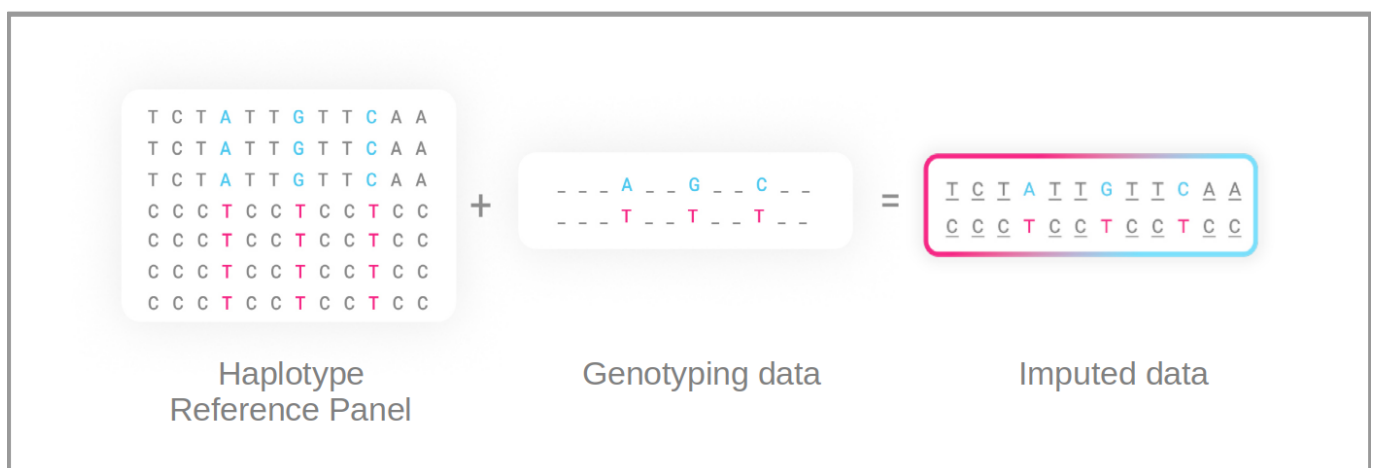 T C T A T T G T T C A A
T C T A T T G T T C A A
T C T A T T G T T C A A
C C C T C C T C C T C C
C C C T C C T C C T C C
C C C T C C T C C T C C
C C C T C C T C C T C C
+
_ _ _ A _ _ G _ _ C _ _
_ _ _ T _ _ T _ _ T _ _
=
T C T A T T G T T C A A
C C C T C C T C C T C C
Haplotype
Reference Panel
Genotyping data
Imputed data